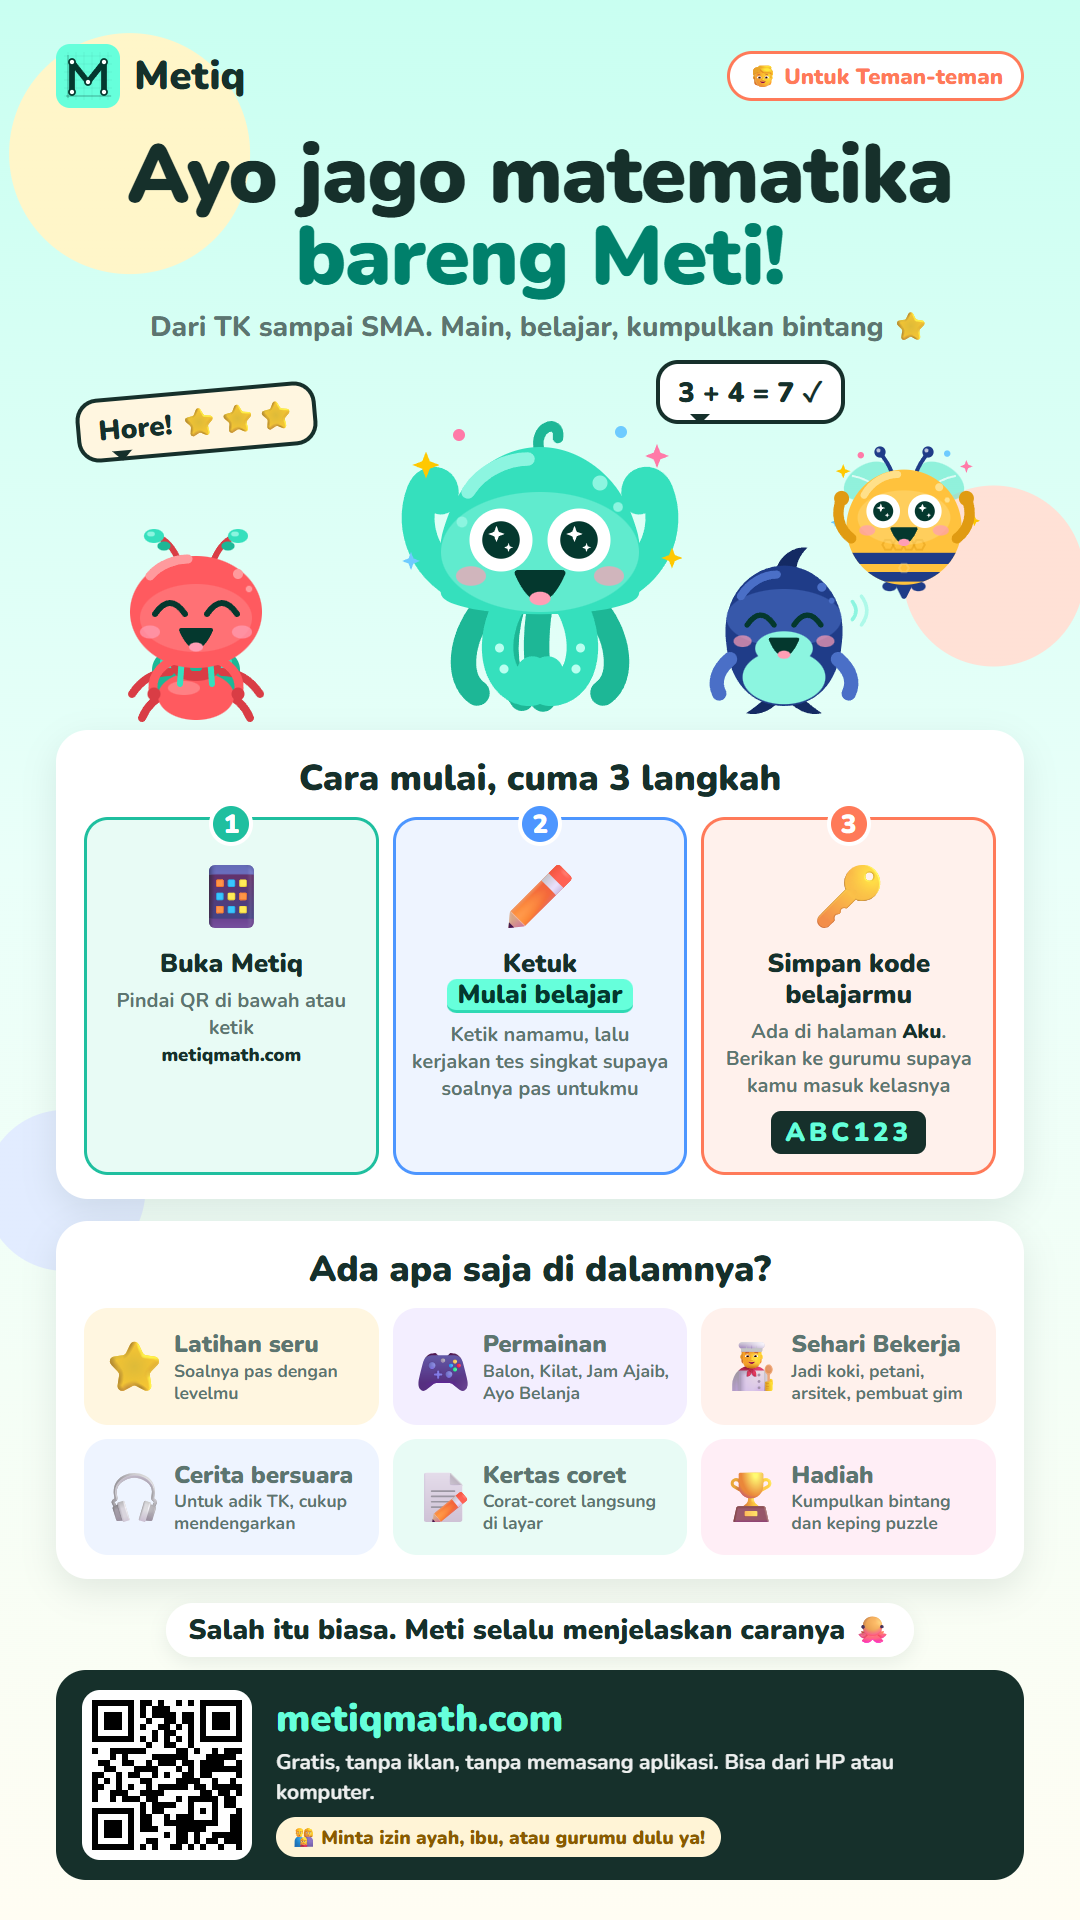 Metiq
Untuk Teman-teman
Ayo jago matematika
bareng Meti!
Dari TK sampai SMA. Main, belajar, kumpulkan bintang ⭐
Hore! ⭐⭐⭐
3 + 4 = 7 ✓
Cara mulai, cuma 3 langkah
1
Buka Metiq
Pindai QR di bawah atau
ketik
metiqmath.com
2
Ketuk
Mulai belajar
Ketik namamu, lalu
kerjakan tes singkat supaya
soalnya pas untukmu
3
Simpan kode
belajarmu
Ada di halaman Aku.
Berikan ke gurumu supaya
kamu masuk kelasnya
ABC123
Ada apa saja di dalamnya?
Latihan seru
Soalnya pas dengan
levelmu
Permainan
Balon, Kilat, Jam Ajaib,
Ayo Belanja
Sehari Bekerja
Jadi koki, petani,
arsitek, pembuat gim
Cerita bersuara
Untuk adik TK, cukup
mendengarkan
Kertas coret
Corat-coret langsung
di layar
Hadiah
Kumpulkan bintang
dan keping puzzle
Salah itu biasa. Meti selalu menjelaskan caranya 🐙
metiqmath.com
Gratis, tanpa iklan, tanpa memasang aplikasi. Bisa dari HP atau
komputer.
Minta izin ayah, ibu, atau gurumu dulu ya!